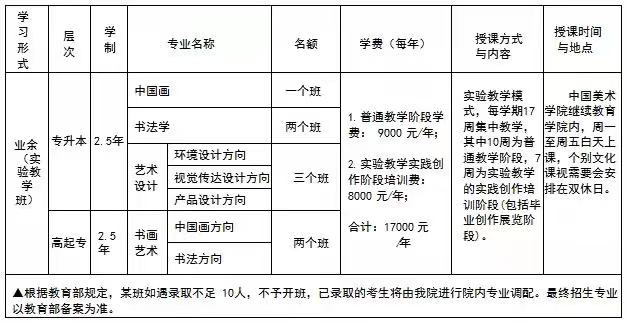 学习形式 层次 学制 专业名称 名额 学费（每年） 授课方式与内容 授课时间与地点
业余（实验教学班）
专升本
2.5年
中国画
一个班
书法学
两个班
艺术设计
环境设计方向
视觉传达设计方向
产品设计方向
三个班
高起专
2.5年
书画艺术
中国画方向
书法方向
两个班
1. 普通教学阶段学
费： 9000 元/年；
2. 实验教学实践创
作阶段培训费：
8000 元/年；
合计：17000 元
/年
实验教学模
式，每学期17
周集中教学，
其中10周为普
通教学阶段，7
周为实验教学
的实践创作培
训阶段(包括毕
业创作展览阶
段)。
中国美术
学院继续教育
学院内，周一
至周五白天上
课，个别文化
课视需要会安
排在双休日。
▲根据教育部规定，某班如遇录取不足 10人，不予开班，已录取的考生将由我院进行院内专业调配。最终招生专业
以教育部备案为准。